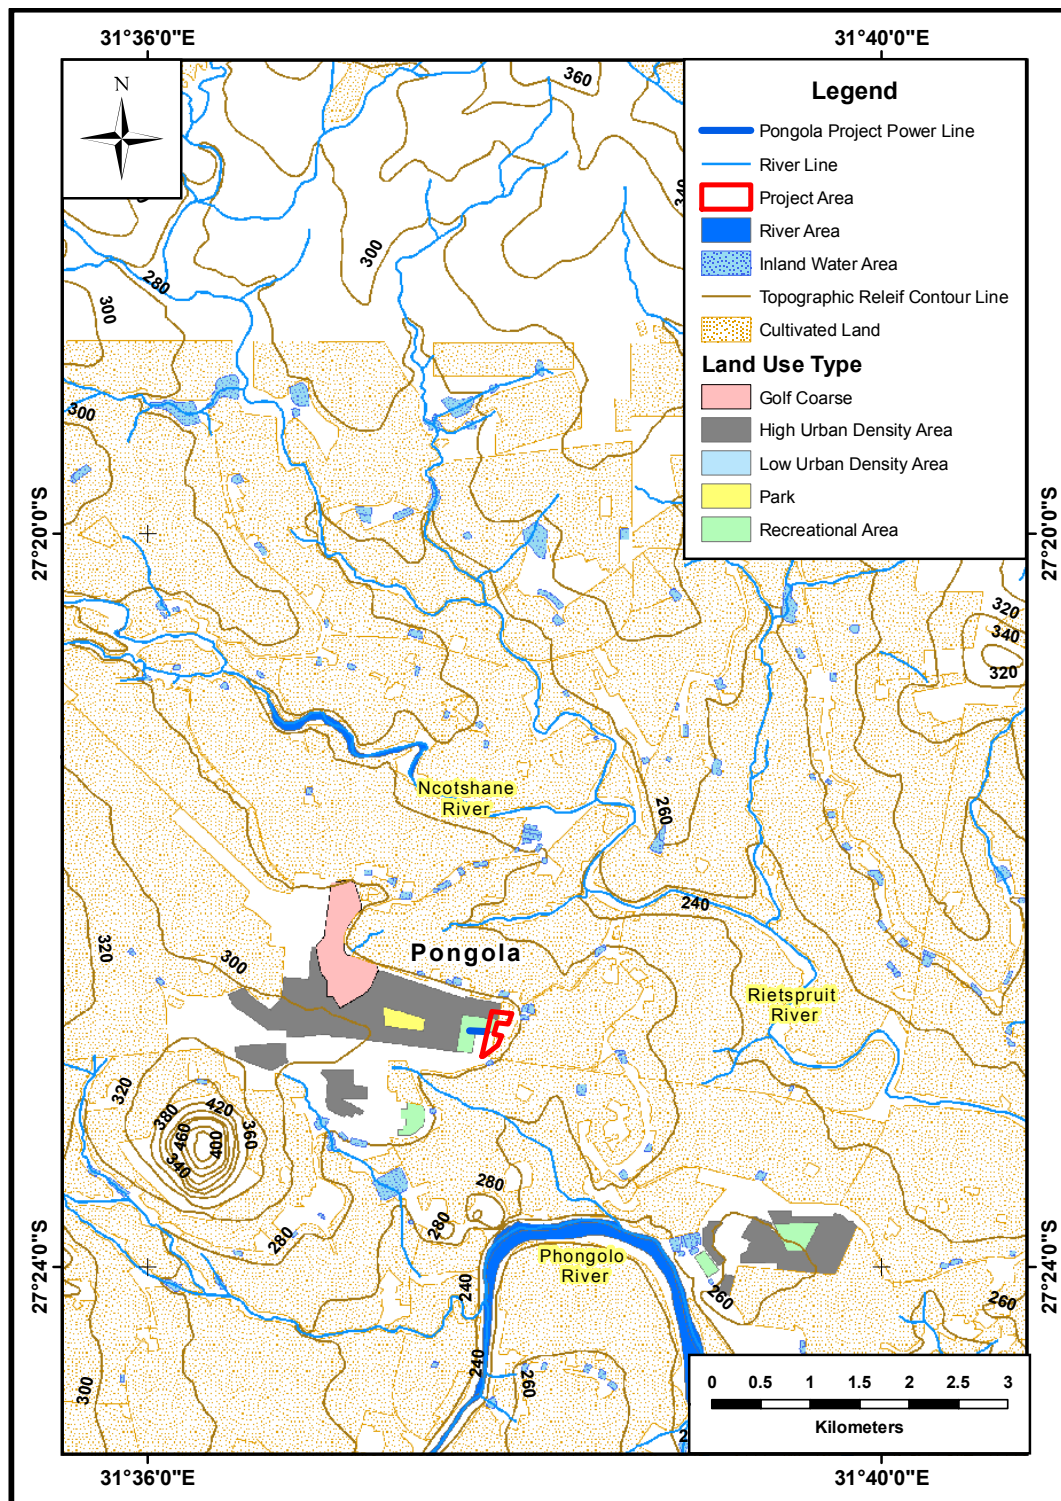 31°36'0"E
31°40'0"E
N
Legend
Pongola Project Power Line
River Line
Project Area
River Area
Inland Water Area
Topographic Releif Contour Line
Cultivated Land
Land Use Type
Golf Coarse
High Urban Density Area
Low Urban Density Area
Park
Recreational Area
360
340
300
280
300
300
27°20'0"S
27°20'0"S
320
340
320
Ncotshane
River
260
240
320
300
Pongola
Rietspruit
River
320
380
420
460
400
360
340
280
280
280
Phongolo
River
240
240
260
260
260
300
27°24'0"S
27°24'0"S
0 0.5 1 1.5 2 2.5 3
Kilometers
31°36'0"E
31°40'0"E